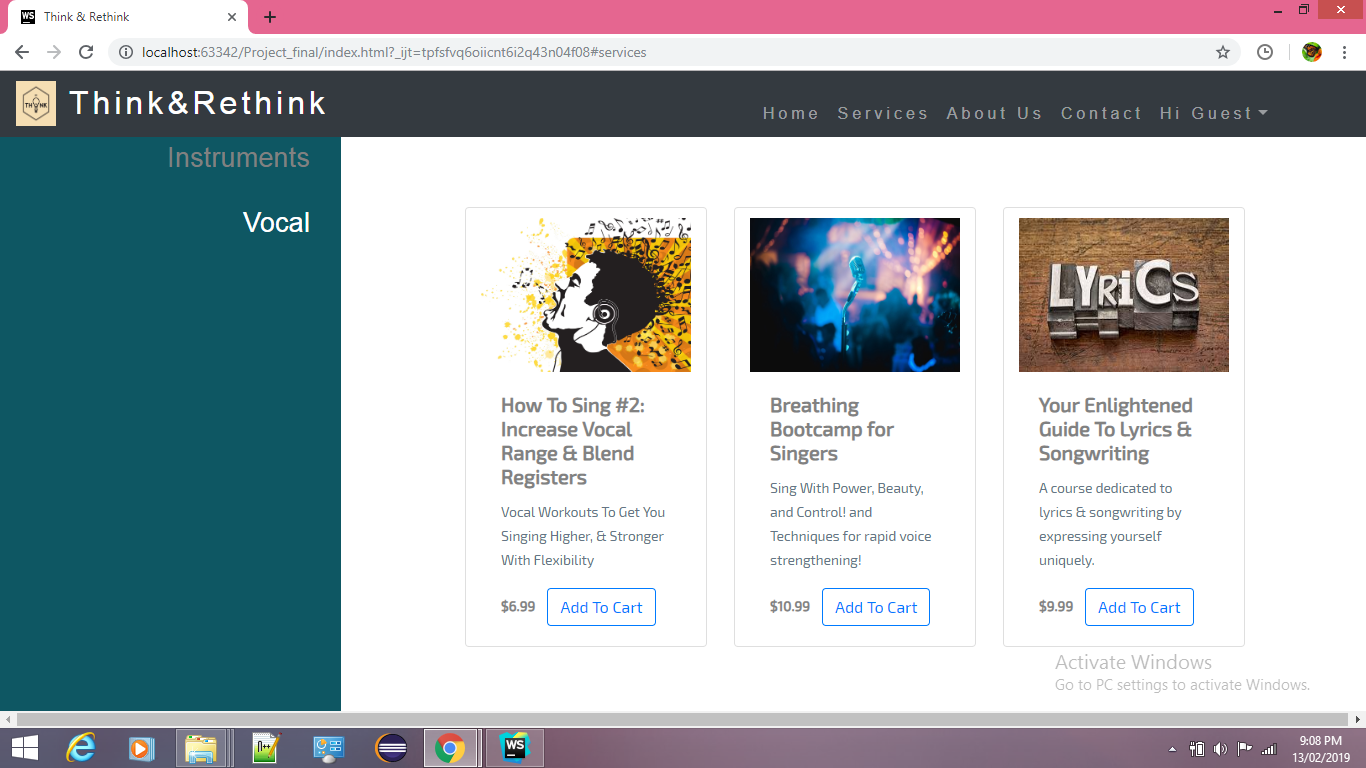 Think & Rethink
localhost:63342/Project_final/index.html?_ijt=tpfsfvq6oiicnt6i2q43n04f08#services
THINK
Think&Rethink
Home Services About Us Contact Hi Guest
Instruments
Vocal
LYRiCS
How To Sing #2:
Increase Vocal
Range & Blend
Registers
Vocal Workouts To Get You
Singing Higher, & Stronger
With Flexibility
$6.99 Add To Cart
Breathing
Bootcamp for
Singers
Sing With Power, Beauty,
and Control! and
Techniques for rapid voice
strengthening!
$10.99 Add To Cart
Your Enlightened
Guide To Lyrics &
Songwriting
A course dedicated to
lyrics & songwriting by
expressing yourself
uniquely.
$9.99 Add To Cart
Activate Windows
Go to PC settings to activate Windows.
WS
9:08 PM
13/02/2019